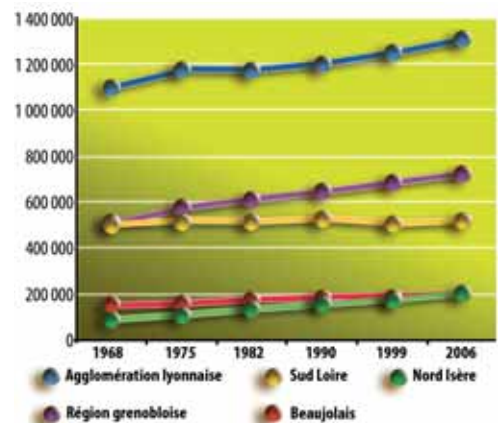 1 400 000
1 200 000
1 000 000
800 000
600 000
400 000
200 000
0
1968 1975 1982 1990 1999 2006
Agglomération lyonnaise Sud Loire Nord Isère
Région grenobloise Beaujolais